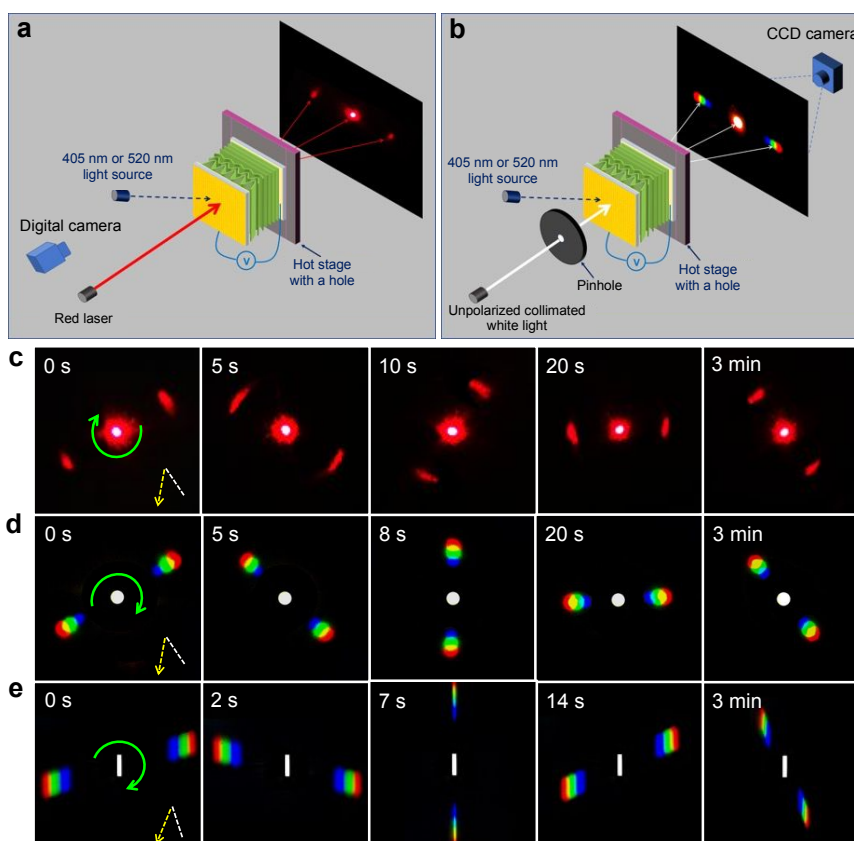 a
405 nm or 520 nm
light source
Digital camera
V
Hot stage
with a hole
Red laser
b
CCD camera
405 nm or 520 nm
light source
V
Hot stage
with a hole
Pinhole
Unpolarized collimated
white light
c
0 s
5 s
10 s
20 s
3 min
d
0 s
5 s
8 s
20 s
3 min
e
0 s
2 s
7 s
14 s
3 min